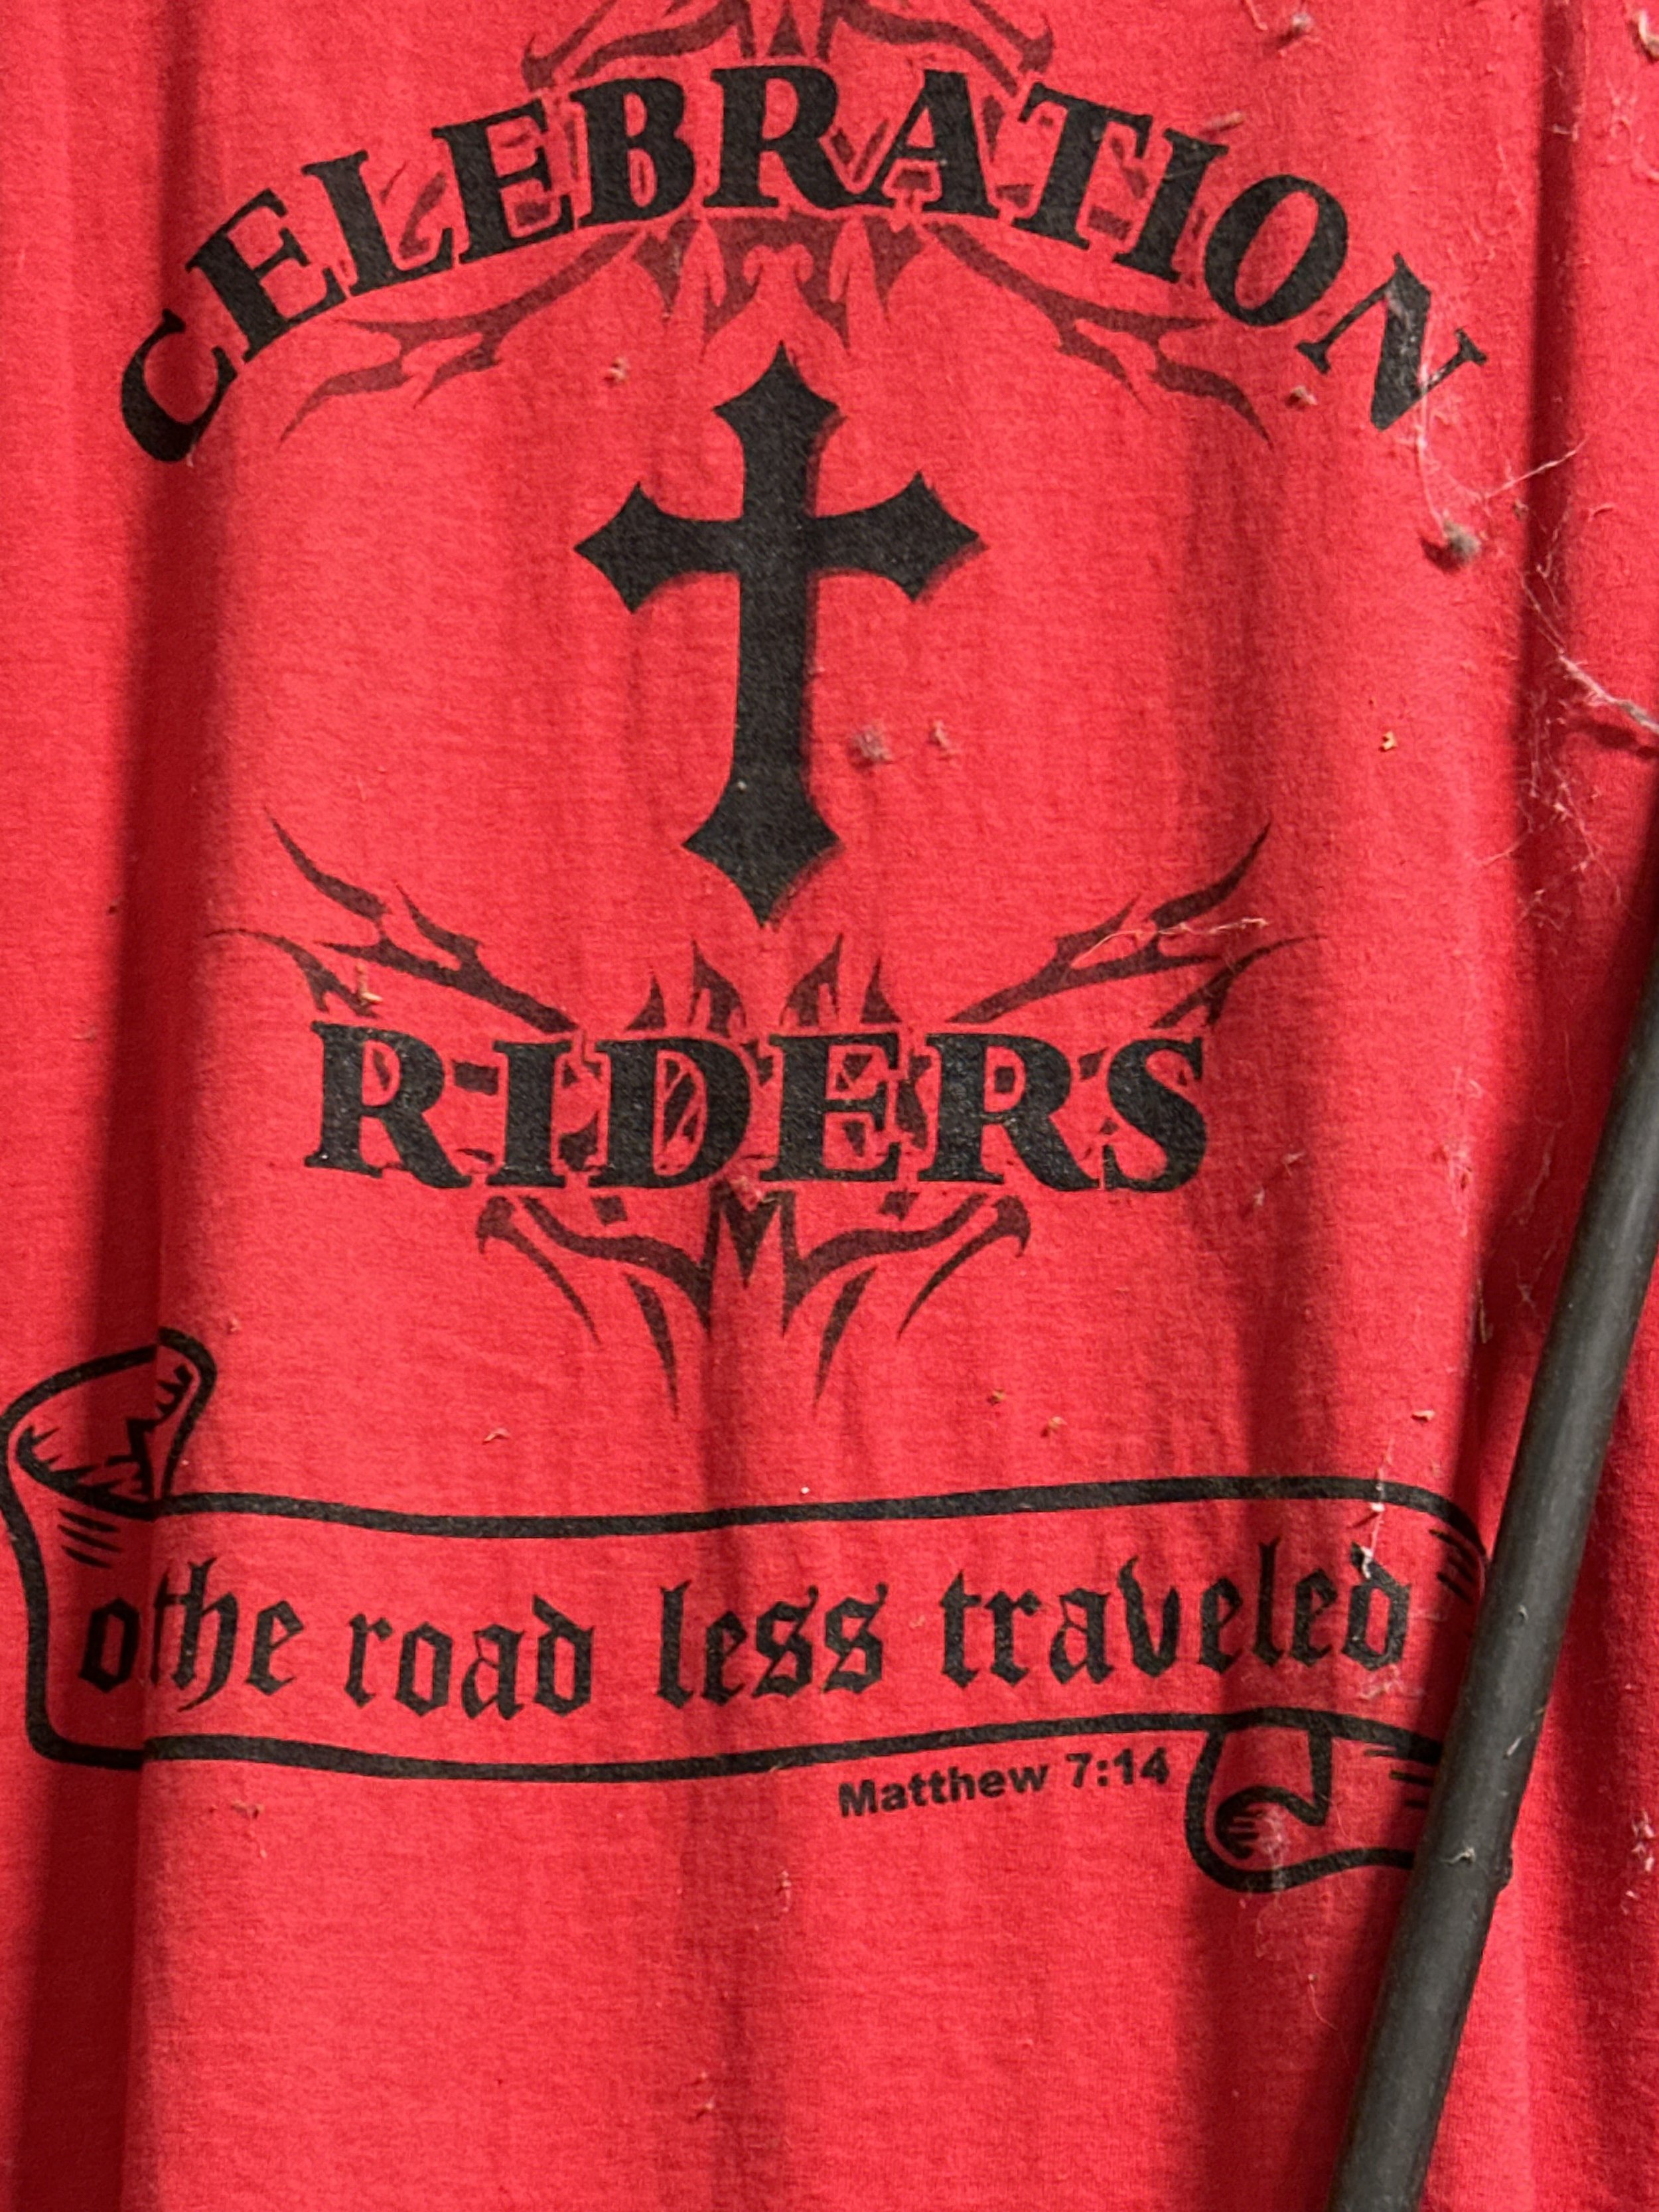 CELEBRATION
RIDERS
o the road less traveled
Matthew 7:14